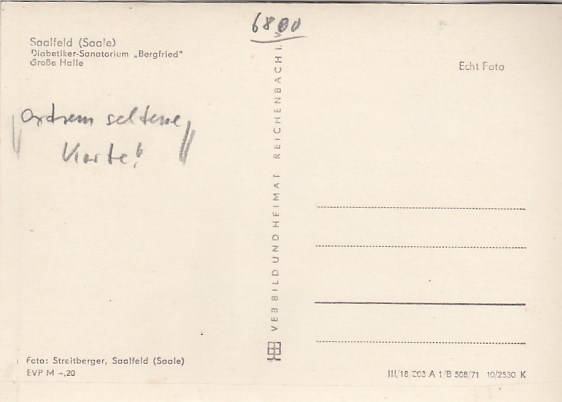 6800
Saalfeld (Saale)
Diabetiker-Sanatorium „Bergfried"
Große Halle
Echt Foto
extrem seltene
Karte!
VEB BILD UND HEIMAT REICHENBACH i. V.
Foto: Streitberger, Saalfeld (Saale)
EVP M -,20
III/18 203 A 1/B 508/71 10/2530 K